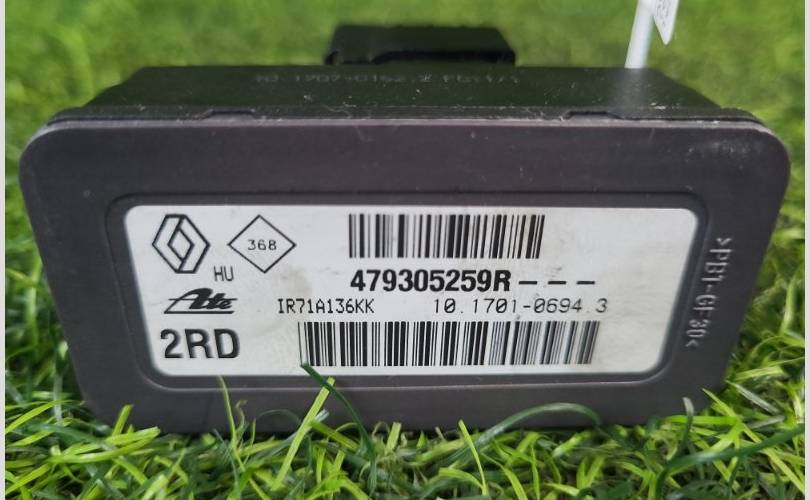 368
HU
479305259R---
Ate
IR71A136KK 10.1701-0694.3
2RD
>PBT-GF30<